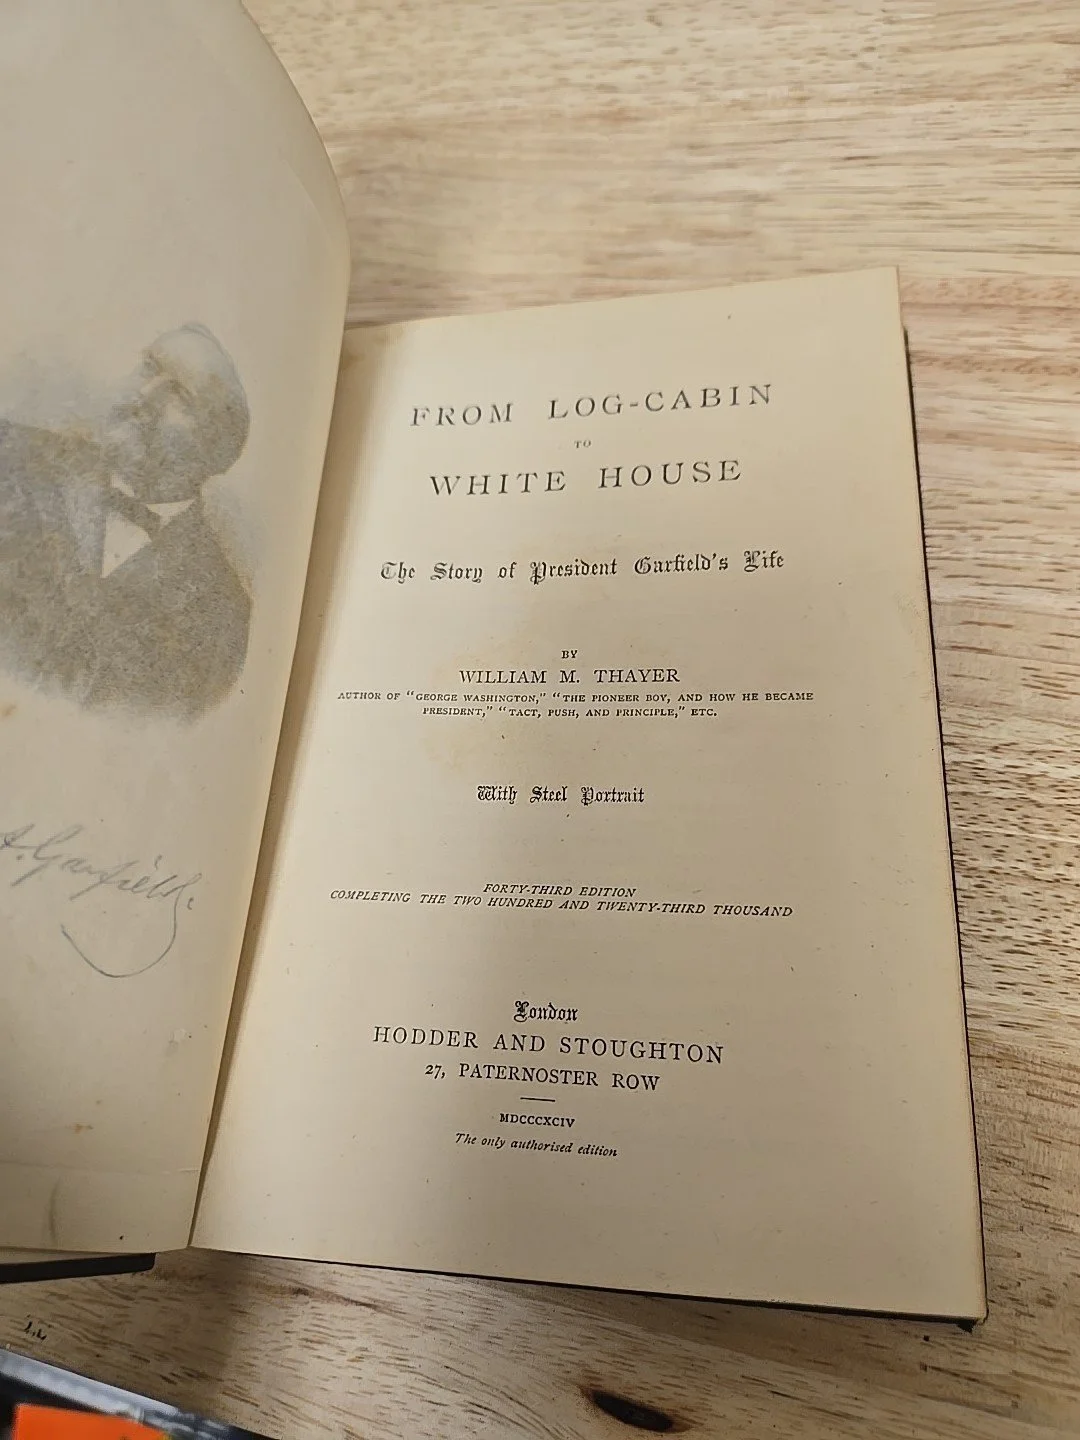 A. Garfield.
FROM LOG-CABIN
TO
WHITE HOUSE
The Story of President Garfield's Life
BY
WILLIAM M. THAYER
AUTHOR OF "GEORGE WASHINGTON," "THE PIONEER BOY, AND HOW HE BECAME
PRESIDENT," "TACT, PUSH, AND PRINCIPLE," ETC.
With Steel Portrait
FORTY-THIRD EDITION
COMPLETING THE TWO HUNDRED AND TWENTY-THIRD THOUSAND
London
HODDER AND STOUGHTON
27, PATERNOSTER ROW
MDCCCXCIV
The only authorised edition